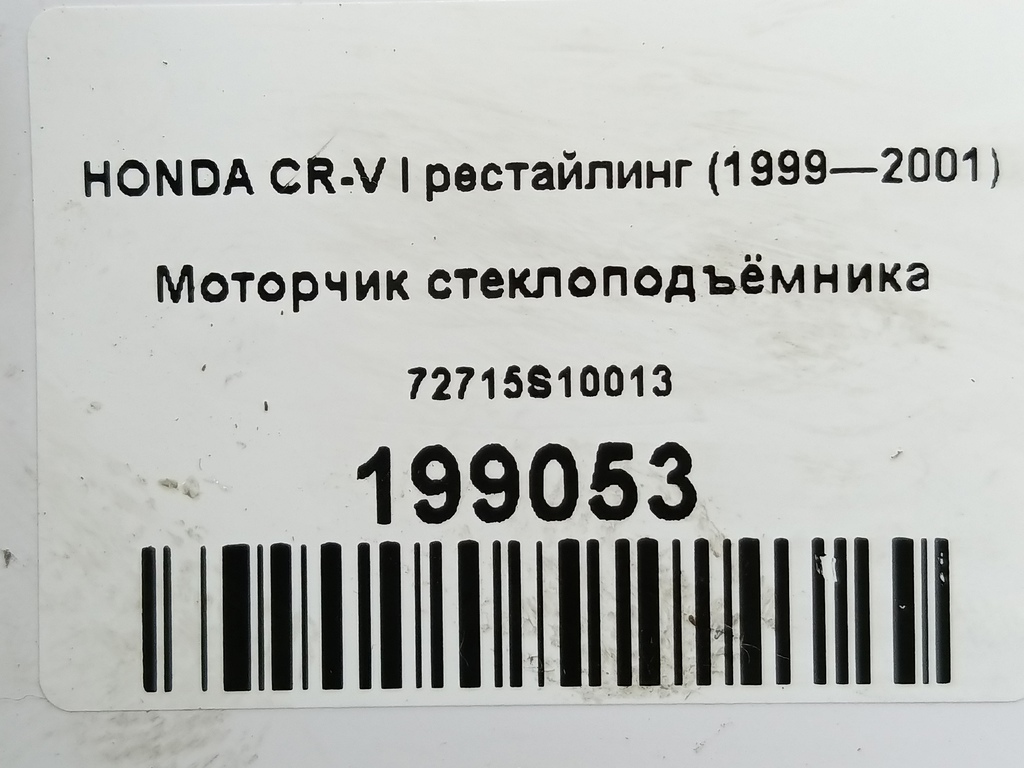 HONDA CR-V I рестайлинг (1999—2001)
Моторчик стеклоподъёмника
72715S10013
199053